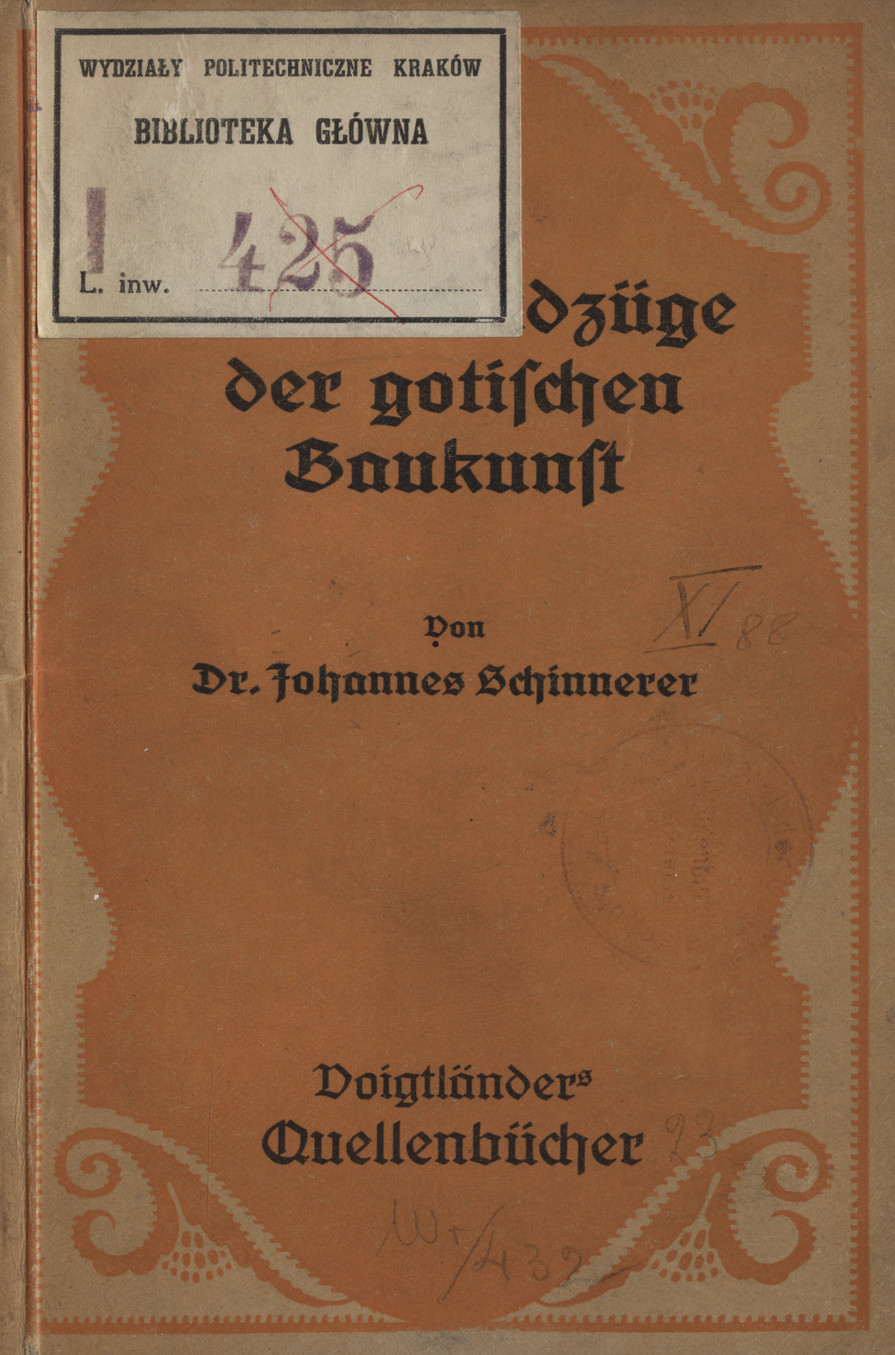 WYDZIAŁY POLITECHNICZNE KRAKÓW
BIBLIOTEKA GŁÓWNA
I
L. inw. 425
dzüge
der gotiſchen
Baukunſt
Von
Dr. Johannes Schinnerer
XI 88
Voigtländers
Quellenbücher 23
432